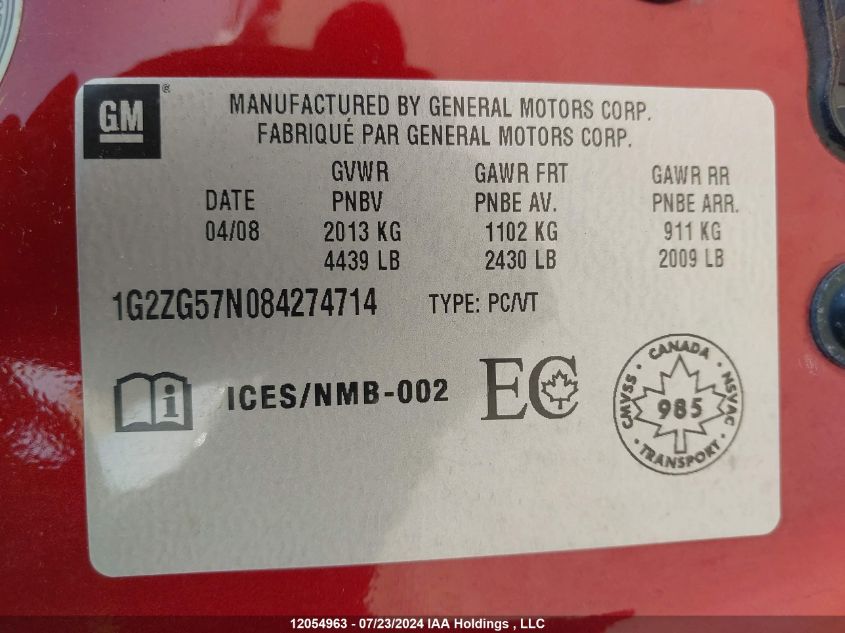 GM®
MANUFACTURED BY GENERAL MOTORS CORP.
FABRIQUÉ PAR GENERAL MOTORS CORP.
GVWR GAWR FRT GAWR RR
DATE PNBV PNBE AV. PNBE ARR.
04/08 2013 KG 1102 KG 911 KG
4439 LB 2430 LB 2009 LB
1G2ZG57N084274714 TYPE: PC/VT
i ICES/NMB-002 EC
CANADA
CMVSS 985 NSVAC
TRANSPORT
12054963 - 07/23/2024 IAA Holdings , LLC